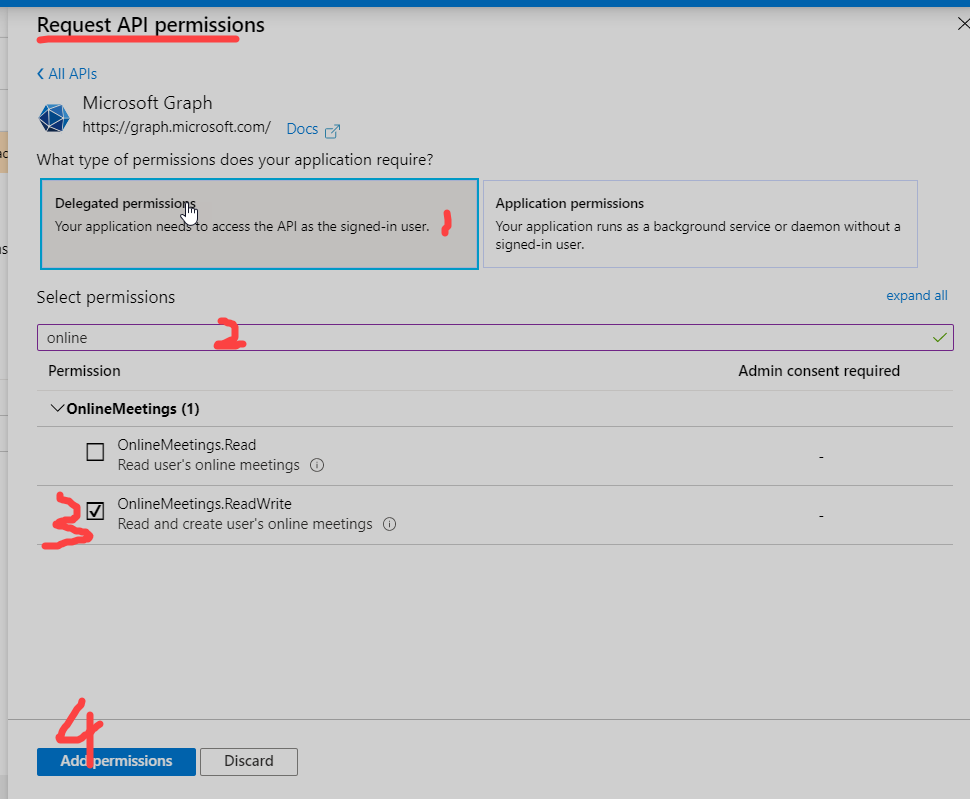 Request API permissions
All APIs
Microsoft Graph
https://graph.microsoft.com/ Docs
What type of permissions does your application require?
Delegated permissions
Your application needs to access the API as the signed-in user.
1
Application permissions
Your application runs as a background service or daemon without a
signed-in user.
Select permissions
expand all
online
2
Permission
Admin consent required
OnlineMeetings (1)
OnlineMeetings.Read
Read user's online meetings
-
3
OnlineMeetings.ReadWrite
Read and create user's online meetings
-
4
Add permissions
Discard